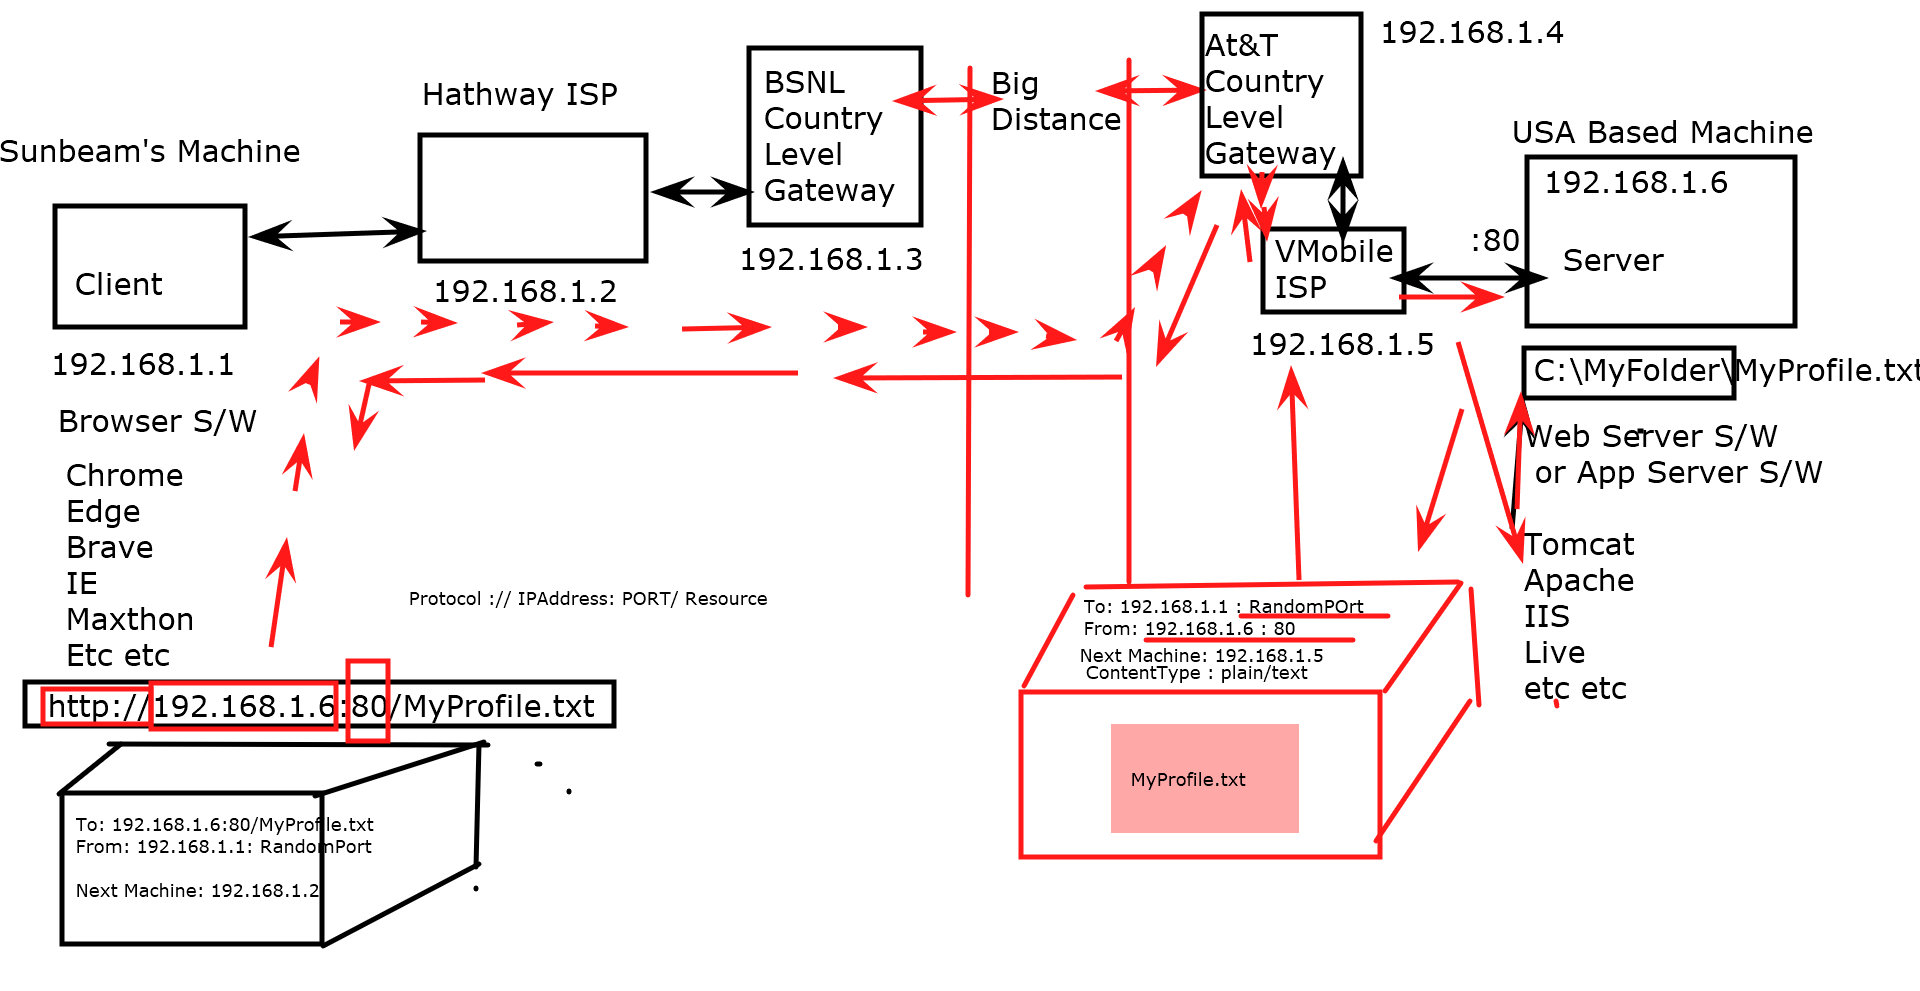 Sunbeam's Machine
Client
192.168.1.1
Hathway ISP
192.168.1.2
BSNL
Country
Level
Gateway
192.168.1.3
Big
Distance
At&T
Country
Level
Gateway
192.168.1.4
VMobile
ISP
192.168.1.5
:80
USA Based Machine
192.168.1.6
Server
C:\MyFolder\MyProfile.txt
Web Server S/W
or App Server S/W
Tomcat
Apache
IIS
Live
etc etc
Browser S/W
Chrome
Edge
Brave
IE
Maxthon
Etc etc
Protocol :// IPAddress: PORT/ Resource
http://192.168.1.6:80/MyProfile.txt
To: 192.168.1.6:80/MyProfile.txt
From: 192.168.1.1: RandomPort
Next Machine: 192.168.1.2
To: 192.168.1.1 : RandomPOrt
From: 192.168.1.6 : 80
Next Machine: 192.168.1.5
ContentType : plain/text
MyProfile.txt